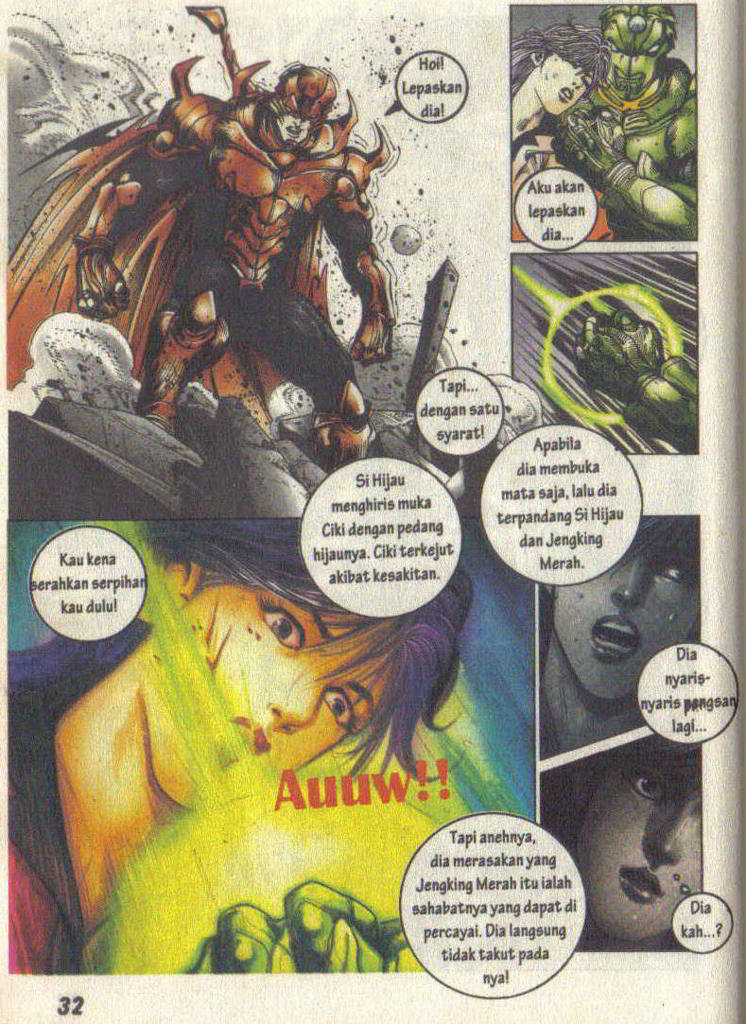 Hoi!
Lepaskan
dia!
Aku akan
lepaskan
dia...
Tapi...
dengan satu
syarat!
Si Hijau
menghiris muka
Ciki dengan pedang
hijaunya. Ciki terkejut
akibat kesakitan.
Apabila
dia membuka
mata saja, lalu dia
terpandang Si Hijau
dan Jengking
Merah.
Kau kena
serahkan serpihan
kau dulu!
Dia
nyaris-
nyaris pengsan
lagi...
Auuw!!
Tapi anehnya,
dia merasakan yang
Jengking Merah itu ialah
sahabatnya yang dapat di
percayai. Dia langsung
tidak takut pada
nya!
Dia
kah...?
32